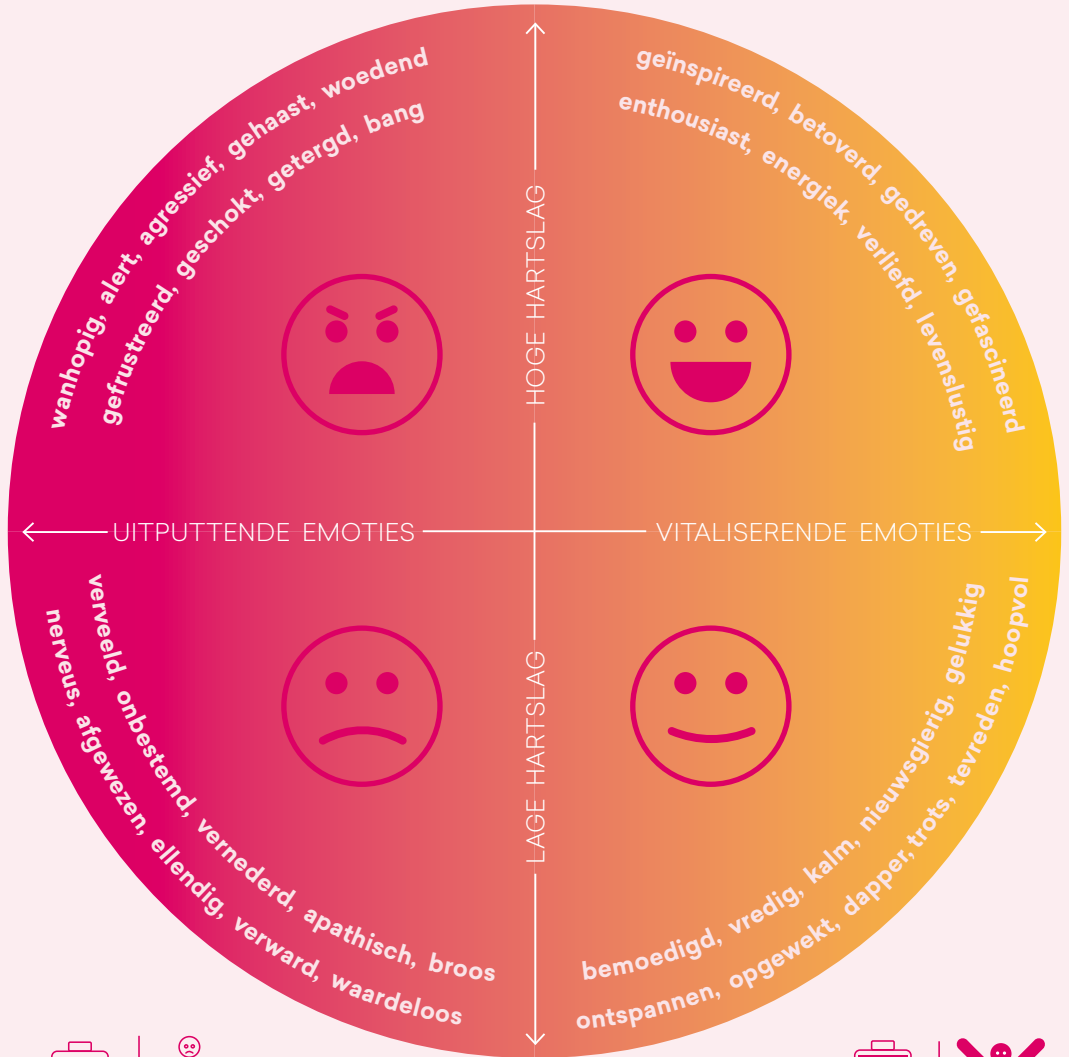 wanhopig, alert, agressief, gehaast, woedend
gefrustreerd, geschokt, getergd, bang
geïnspireerd, betoverd, gedreven, gefascineerd
enthousiast, energiek, verliefd, levenslustig
HOGE HARTSLAG
UITPUTTENDE EMOTIES
VITALISERENDE EMOTIES
LAGE HARTSLAG
verveeld, onbestemd, vernederd, apathisch, broos
nerveus, afgewezen, ellendig, verward, waardeloos
bemoedigd, vredig, kalm, nieuwsgierig, gelukkig
ontspannen, opgewekt, dapper, trots, tevreden, hoopvol